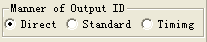 Manner of Output ID
Direct Standard Timimg